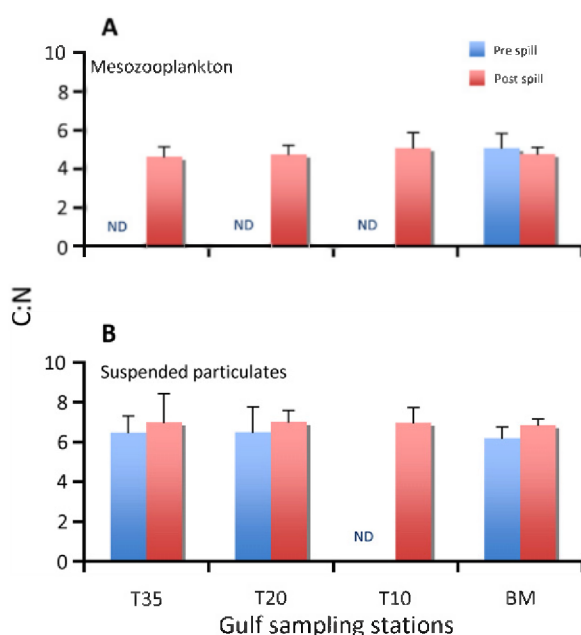 A
Mesozooplankton
Pre spill
Post spill
10
8
6
4
2
0
ND
ND
ND
C:N
B
Suspended particulates
10
8
6
4
2
0
ND
T35
T20
T10
BM
Gulf sampling stations